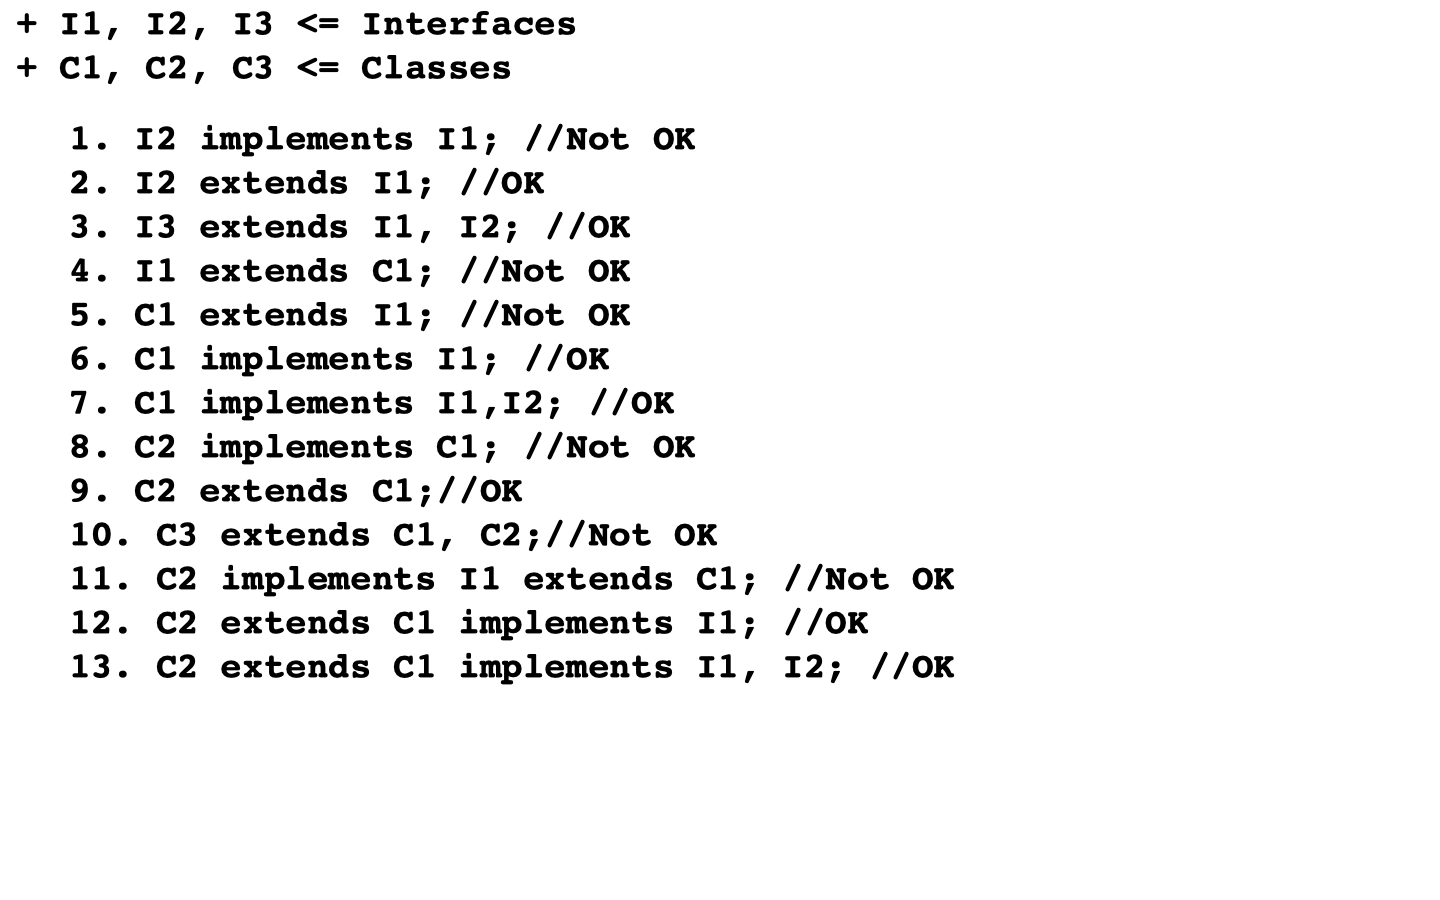 + I1, I2, I3 <= Interfaces
+ C1, C2, C3 <= Classes
1. I2 implements I1; //Not OK
2. I2 extends I1; //OK
3. I3 extends I1, I2; //OK
4. I1 extends C1; //Not OK
5. C1 extends I1; //Not OK
6. C1 implements I1; //OK
7. C1 implements I1,I2; //OK
8. C2 implements C1; //Not OK
9. C2 extends C1;//OK
10. C3 extends C1, C2;//Not OK
11. C2 implements I1 extends C1; //Not OK
12. C2 extends C1 implements I1; //OK
13. C2 extends C1 implements I1, I2; //OK